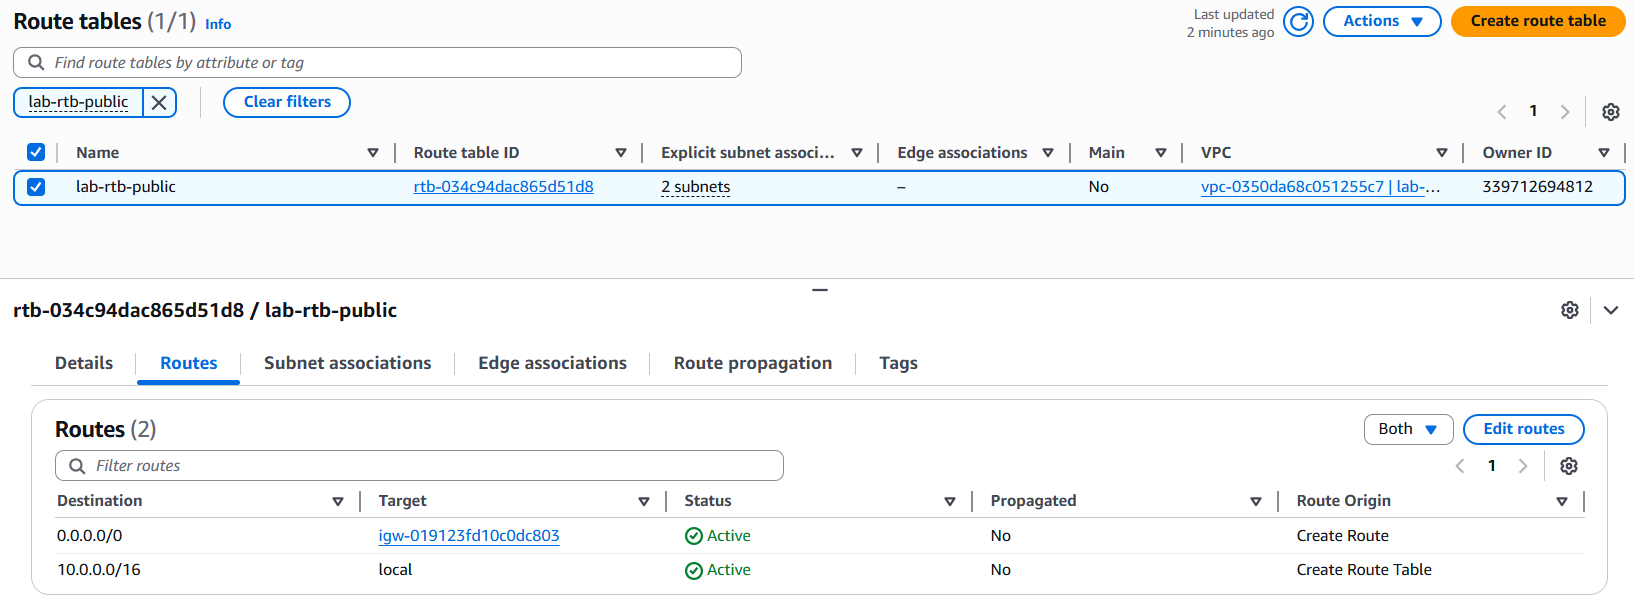 Route tables (1/1) Info
Last updated
2 minutes ago
Actions
Create route table
Find route tables by attribute or tag
lab-rtb-public
Clear filters
1
Name Route table ID Explicit subnet associ... Edge associations Main VPC Owner ID
lab-rtb-public rtb-034c94dac865d51d8 2 subnets – No vpc-0350da68c051255c7 | lab-... 339712694812
rtb-034c94dac865d51d8 / lab-rtb-public
Details Routes Subnet associations Edge associations Route propagation Tags
Routes (2)
Both
Edit routes
Filter routes
1
Destination Target Status Propagated Route Origin
0.0.0.0/0 igw-019123fd10c0dc803 Active No Create Route
10.0.0.0/16 local Active No Create Route Table